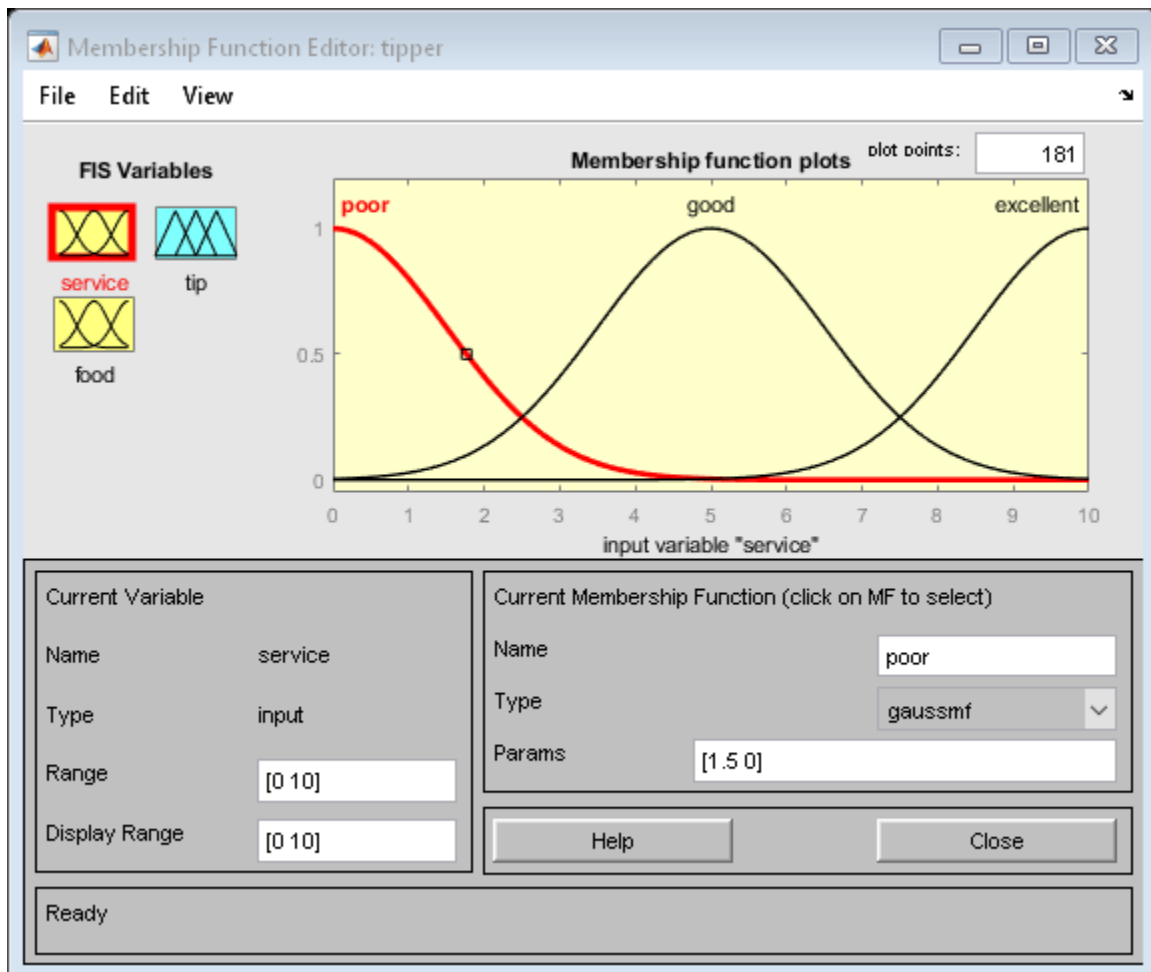 Membership Function Editor: tipper
File Edit View
FIS Variables
service
tip
food
Membership function plots
plot points:
181
poor
good
excellent
1
0.5
0
0 1 2 3 4 5 6 7 8 9 10
input variable "service"
Current Variable
Name service
Type input
Range [0 10]
Display Range [0 10]
Current Membership Function (click on MF to select)
Name poor
Type gaussmf
Params [1.5 0]
Help
Close
Ready